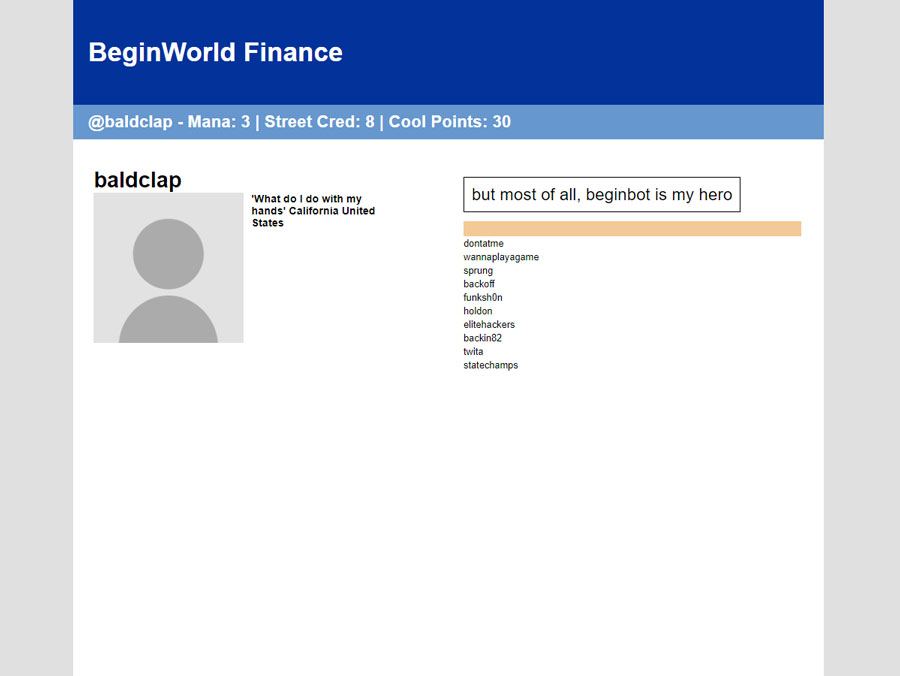 BeginWorld Finance
@baldclap - Mana: 3 | Street Cred: 8 | Cool Points: 30
baldclap
'What do I do with my
hands' California United
States
but most of all, beginbot is my hero
dontatme
wannaplayagame
sprung
backoff
funksh0n
holdon
elitehackers
backin82
twita
statechamps